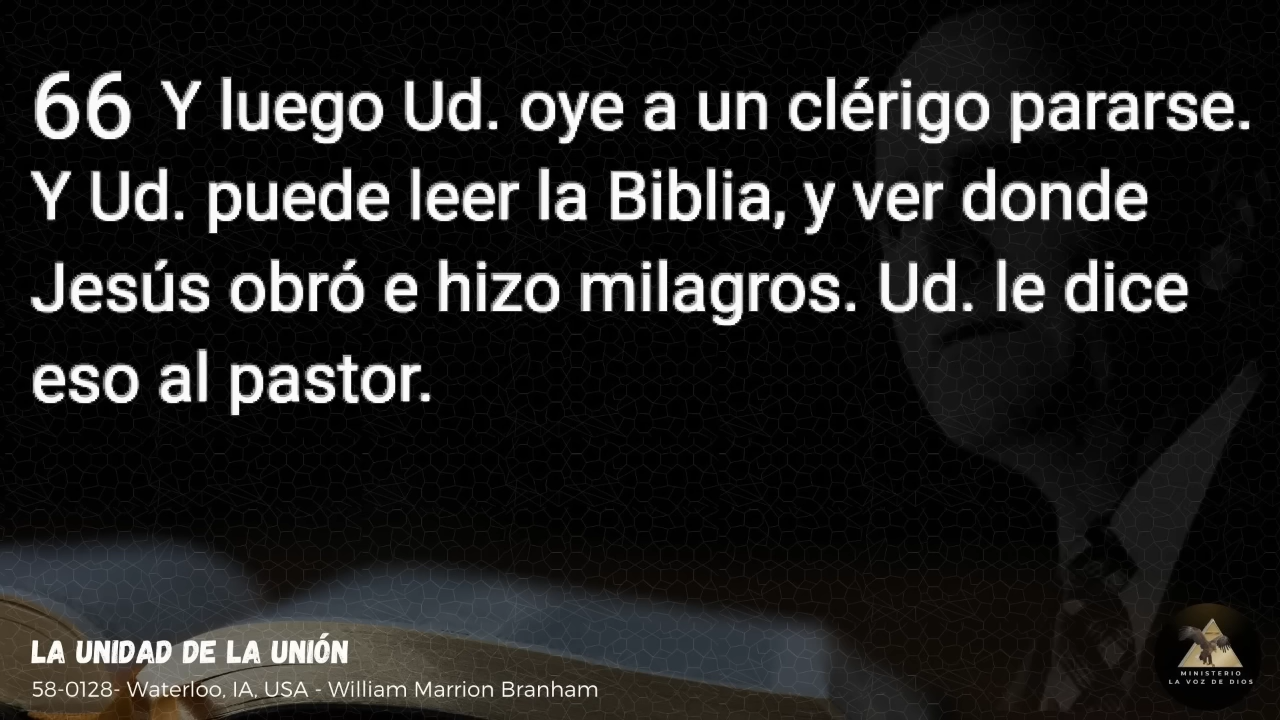 66 Y luego Ud. oye a un clérigo pararse.
Y Ud. puede leer la Biblia, y ver donde
Jesús obró e hizo milagros. Ud. le dice
eso al pastor.
LA UNIDAD DE LA UNIÓN
58-0128- Waterloo, IA, USA - William Marrion Branham
MINISTERIO
LA VOZ DE DIOS